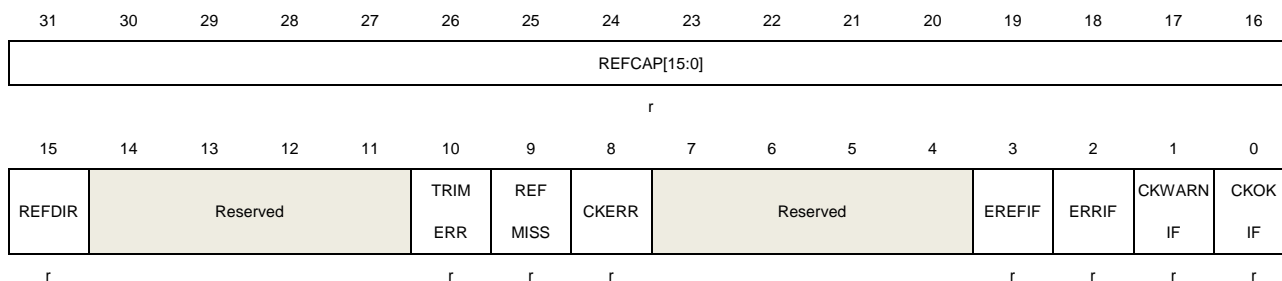 31 30 29 28 27 26 25 24 23 22 21 20 19 18 17 16
REFCAP[15:0]
r
15 14 13 12 11 10 9 8 7 6 5 4 3 2 1 0
REFDIR Reserved TRIM ERR REF MISS CKERR Reserved EREFIF ERRIF CKWARN IF CKOK IF
r r r r r r r r